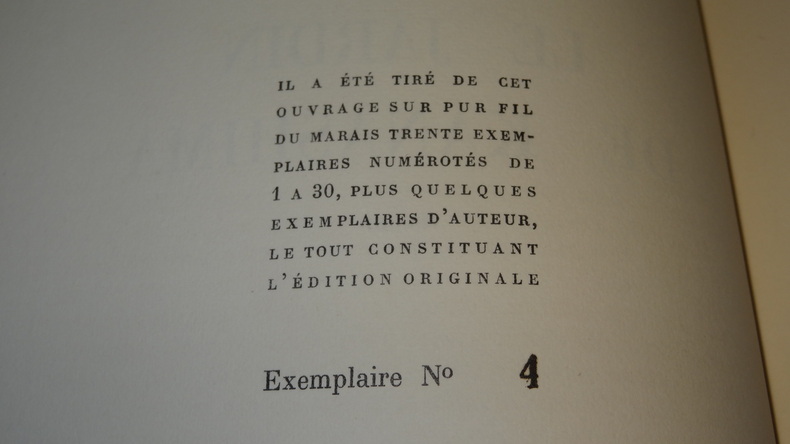 IL A ÉTÉ TIRÉ DE CET
OUVRAGE SUR PUR FIL
DU MARAIS TRENTE EXEM-
PLAIRES NUMÉROTÉS DE
1 A 30, PLUS QUELQUES
EXEMPLAIRES D'AUTEUR,
LE TOUT CONSTITUANT
L'ÉDITION ORIGINALE
Exemplaire Nº 4